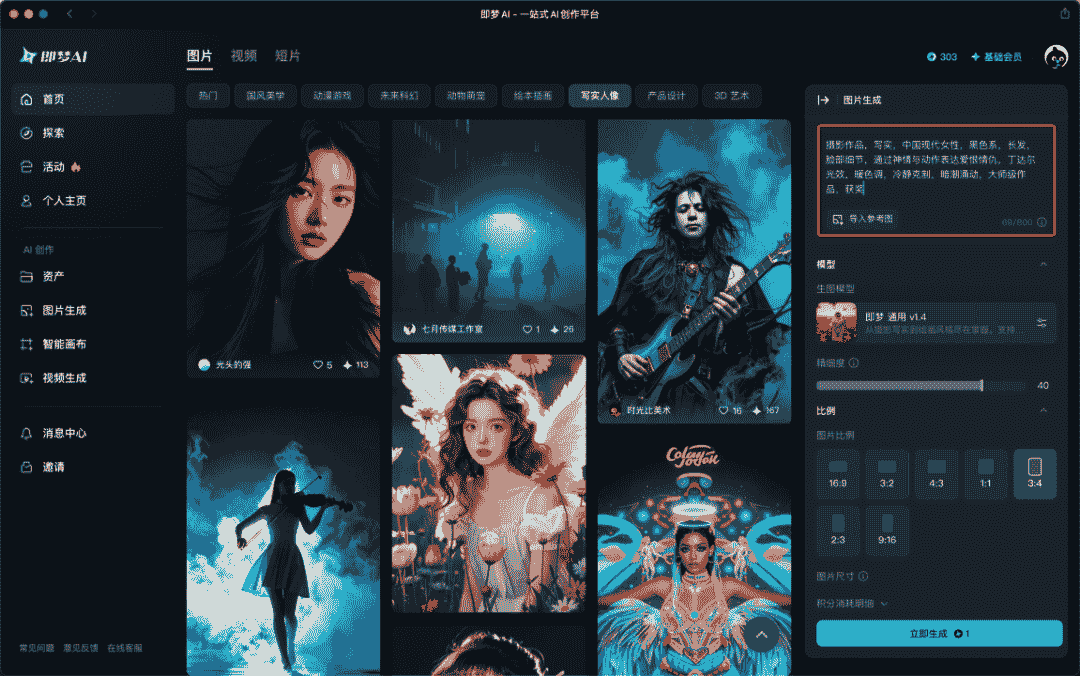 即梦AI - 一站式AI创作平台
即梦AI
图片 视频 短片
303 基础会员
首页
探索
活动
个人主页
AI 创作
资产
图片生成
智能画布
视频生成
消息中心
邀请
常见问题 意见反馈 在线客服
热门 国风美学 动漫游戏 未来科幻 动物萌宠 绘本插画 写实人像 产品设计 3D 艺术
光头的强 5 113
七月传媒工作室 1 26
时光比美术 16 167
图片生成
摄影作品，写实，中国现代女性，黑色系，长发，
脸部细节，通过神情与动作表达爱恨情仇。丁达尔
光效，暖色调，冷静克制，暗潮涌动，大师级作
品，获奖
导入参考图
69/800
模型
生图模型
即梦 通用 v1.4
精细度
40
比例
图片比例
16:9 3:2 4:3 1:1 3:4
2:3 9:16
图片尺寸
积分消耗明细
立即生成 1